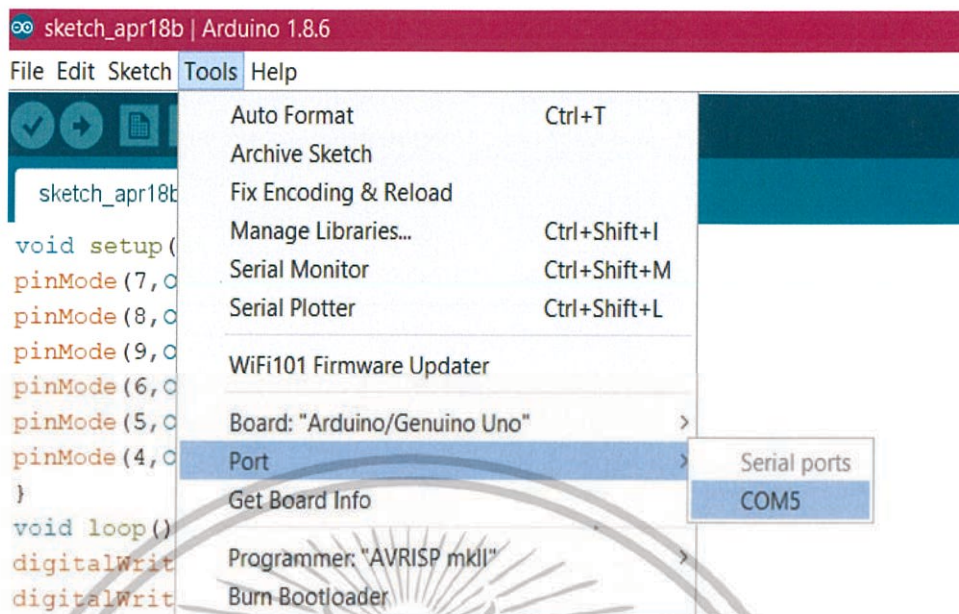 sketch_apr18b | Arduino 1.8.6
File Edit Sketch Tools Help
sketch_apr18b
void setup(
pinMode(7,O
pinMode(8,O
pinMode(9,O
pinMode(6,O
pinMode(5,O
pinMode(4,O
}
void loop()
digitalWrit
digitalWrit
Auto Format Ctrl+T
Archive Sketch
Fix Encoding & Reload
Manage Libraries... Ctrl+Shift+I
Serial Monitor Ctrl+Shift+M
Serial Plotter Ctrl+Shift+L
WiFi101 Firmware Updater
Board: "Arduino/Genuino Uno"
Port
Get Board Info
Programmer: "AVRISP mkII"
Burn Bootloader
Serial ports
COM5